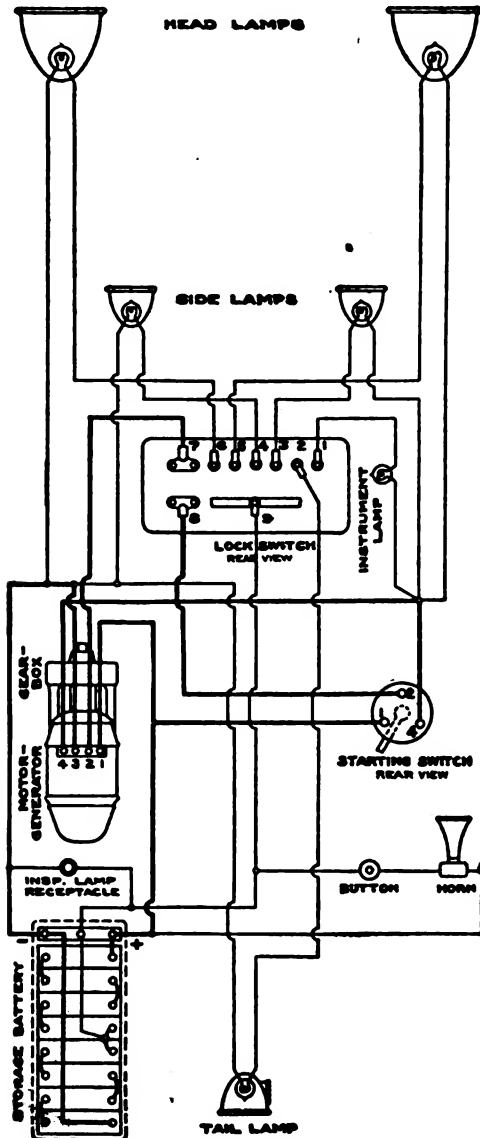 HEAD LAMPS
SIDE LAMPS
7 6 5 4 3 2 1
8 9
LOCK SWITCH
REAR VIEW
INSTRUMENT
LAMP
GEAR-
BOX
MOTOR-
GENERATOR
4 3 2 1
1 2
STARTING SWITCH
REAR VIEW
INSP. LAMP
RECEPTACLE
BUTTON
HORN
- +
STORAGE BATTERY
TAIL LAMP